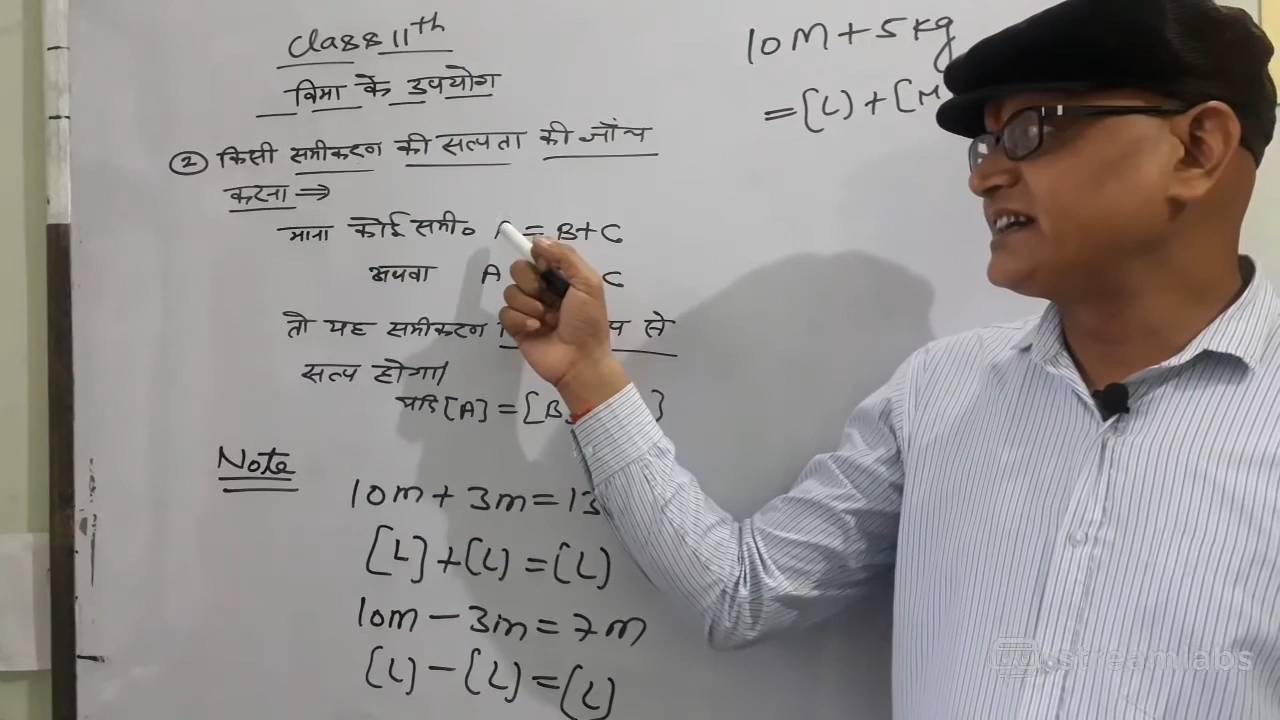 Class 11th
विमा के उपयोग
② किसी समीकरण की सत्यता की जाँच
करना ⇒
माना कोई समी० = B + C
अथवा A C
तो यह समीकरण से
सत्य होगा।
यदि [A] = [B ]
Note
10m + 3m = 13
[L] + [L] = [L]
10m - 3m = 7m
[L] - [L] = [L]
10M + 5kg
= [L] + [M
streamlabs